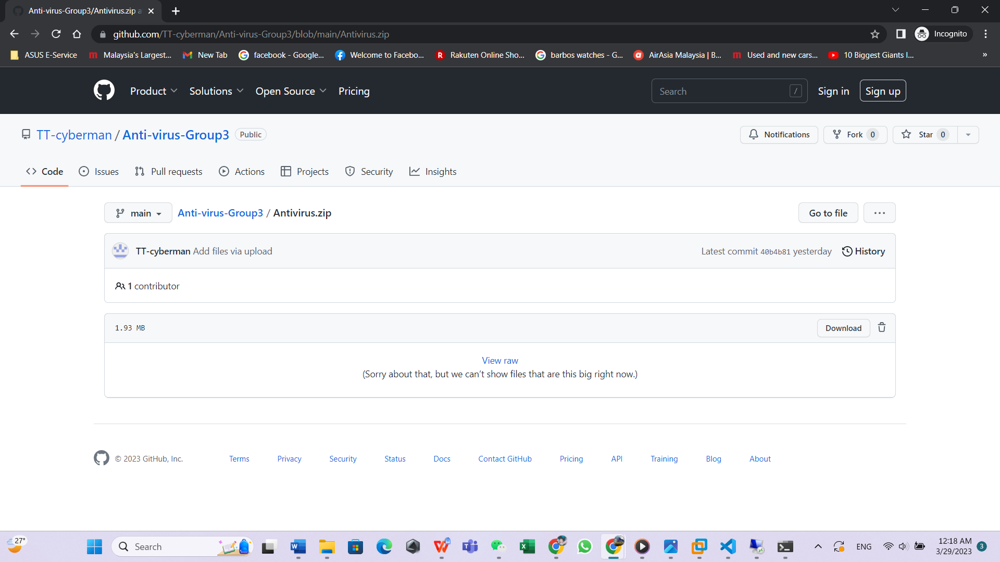 Anti-virus-Group3/Antivirus.zip a
github.com/TT-cyberman/Anti-virus-Group3/blob/main/Antivirus.zip
Incognito
ASUS E-Service
Malaysia's Largest...
New Tab
facebook - Google...
Welcome to Facebo...
Rakuten Online Sho...
barbos watches - G...
AirAsia Malaysia | B...
Used and new cars...
10 Biggest Giants I...
»
Product
Solutions
Open Source
Pricing
Search
/
Sign in
Sign up
TT-cyberman / Anti-virus-Group3
Public
Notifications
Fork 0
Star 0
Code
Issues
Pull requests
Actions
Projects
Security
Insights
main
Anti-virus-Group3 / Antivirus.zip
Go to file
TT-cyberman Add files via upload
Latest commit 40b4b81 yesterday
History
1 contributor
1.93 MB
Download
View raw
(Sorry about that, but we can’t show files that are this big right now.)
© 2023 GitHub, Inc.
Terms
Privacy
Security
Status
Docs
Contact GitHub
Pricing
API
Training
Blog
About
27°
Search
ENG
12:18 AM
3/29/2023
3